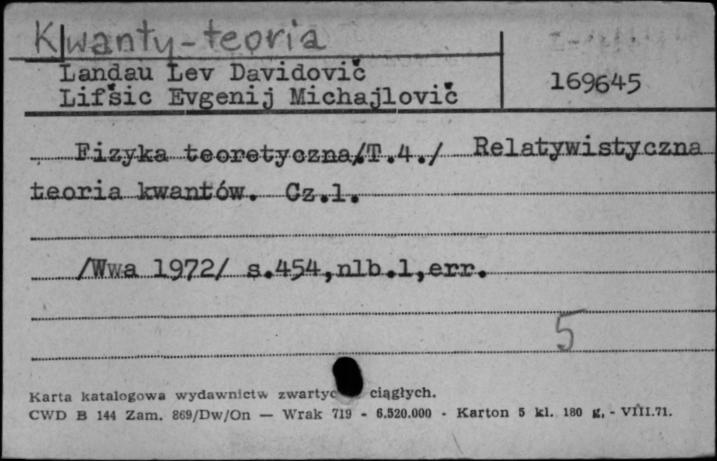 Kwanty-teoria
Landau Lev Davidovič
Lifšic Evgenij Michajlovič
169645
Fizyka teoretyczna/T.4./ Relatywistyczna
teoria kwantów. Cz.1.
/Wwa 1972/ s.454,nlb.1,err.
5
Karta katalogowa wydawnictw zwartyc ciągłych.
CWD B 144 Zam. 869/Dw/On — Wrak 719 - 6.520.000 - Karton 5 kl. 180 g. - VIII.71.